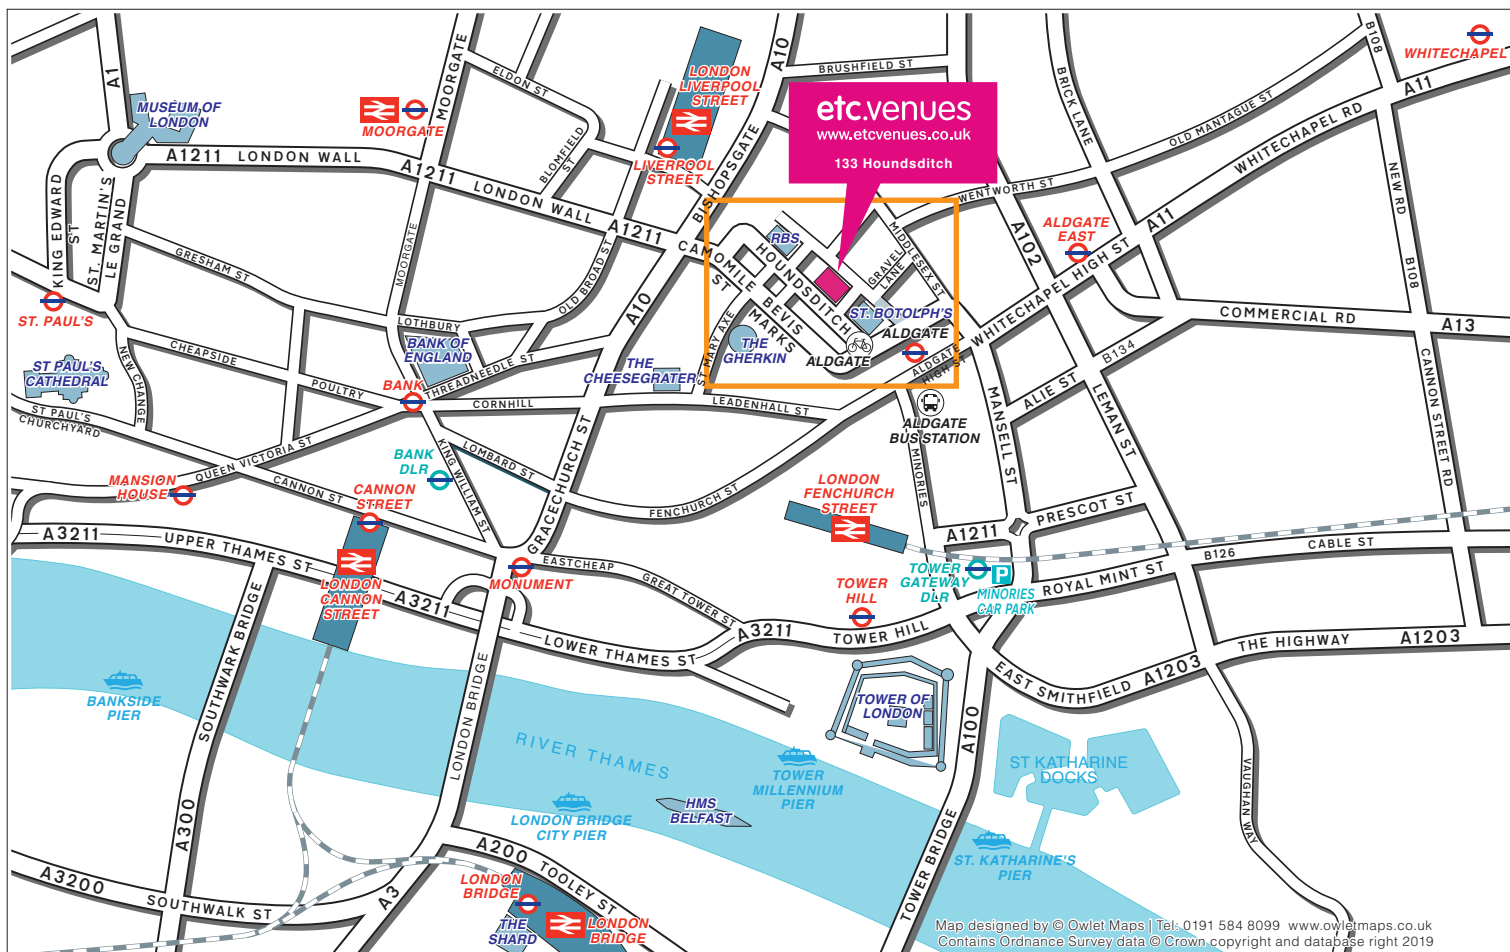 A1
MOORGATE
ELDON ST
A10
BRUSHFIELD ST
BRICK LANE
B108
WHITECHAPEL
A11
LONDON
LIVERPOOL
STREET
MUSEUM OF
LONDON
MOORGATE
etc.venues
www.etcvenues.co.uk
133 Houndsditch
OLD MANTAGUE ST
WHITECHAPEL RD
A1211 LONDON WALL
A1211 LONDON WALL
A1211
BLOMFIELD
ST
LIVERPOOL
STREET
BISHOPSGATE
WENTWORTH ST
NEW RD
KING EDWARD
ST
ST. MARTIN'S
LE GRAND
GRESHAM ST
MOORGATE
OLD BROAD ST
CAMOMILE
ST
RBS
HOUNDSDITCH
GRAVEL
LANE
MIDDLESEX ST
A102
ALDGATE
EAST
A11
WHITECHAPEL HIGH ST
B108
ST. PAUL'S
A10
LOTHBURY
BANK OF
ENGLAND
THREADNEEDLE ST
BEVIS
MARKS
ST. BOTOLPH'S
ALDGATE
ALDGATE
ST MARY AXE
THE
GHERKIN
ALDGATE
HIGH ST
COMMERCIAL RD
A13
CHEAPSIDE
NEW CHANGE
ST PAUL'S
CATHEDRAL
POULTRY
BANK
CORNHILL
THE
CHEESEGRATER
LEADENHALL ST
B134
ALIE ST
MANSELL ST
LEMAN ST
CANNON STREET RD
ST PAUL'S
CHURCHYARD
ALDGATE
BUS STATION
QUEEN VICTORIA ST
BANK
DLR
KING WILLIAM ST
LOMBARD ST
GRACECHURCH ST
MINORIES
MANSION
HOUSE
CANNON ST
CANNON
STREET
FENCHURCH ST
LONDON
FENCHURCH
STREET
A1211
PRESCOT ST
A3211
UPPER THAMES ST
EASTCHEAP
GREAT TOWER ST
MONUMENT
B126
CABLE ST
LONDON
CANNON
STREET
A3211
TOWER
HILL
TOWER
GATEWAY
DLR
P
MINORIES
CAR PARK
ROYAL MINT ST
LOWER THAMES ST
A3211
TOWER HILL
THE HIGHWAY
A1203
SOUTHWARK BRIDGE
LONDON BRIDGE
EAST SMITHFIELD
A1203
BANKSIDE
PIER
TOWER OF
LONDON
A100
RIVER THAMES
ST KATHARINE
DOCKS
TOWER
MILLENNIUM
PIER
VAUGHAN WAY
HMS
BELFAST
LONDON BRIDGE
CITY PIER
A300
A200
TOOLEY ST
TOWER BRIDGE
ST. KATHARINE'S
PIER
A3200
SOUTHWALK ST
A3
LONDON
BRIDGE
THE
SHARD
LONDON
BRIDGE
Map designed by © Owlet Maps | Tel: 0191 584 8099 www.owletmaps.co.uk
Contains Ordnance Survey data © Crown copyright and database right 2019